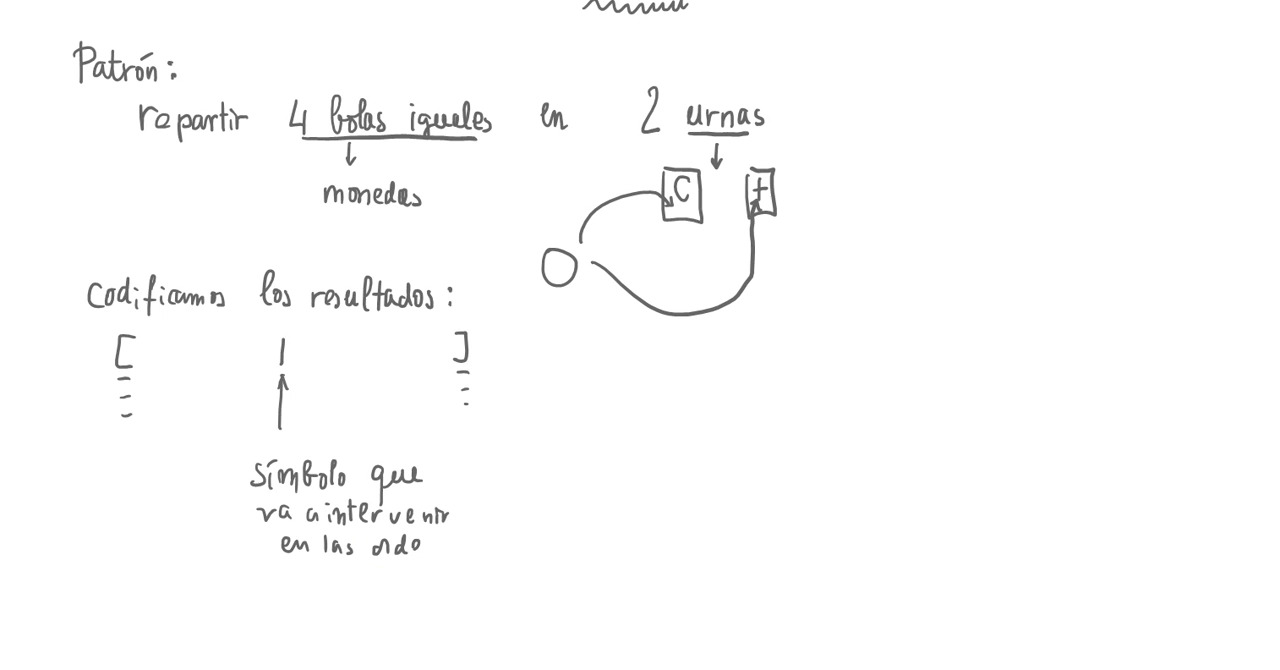 Patrón:
repartir 4 bolas iguales en 2 urnas
monedas
C +
Codificamos los resultados:
[ | ]
símbolo que
va a intervenir
en las ordo